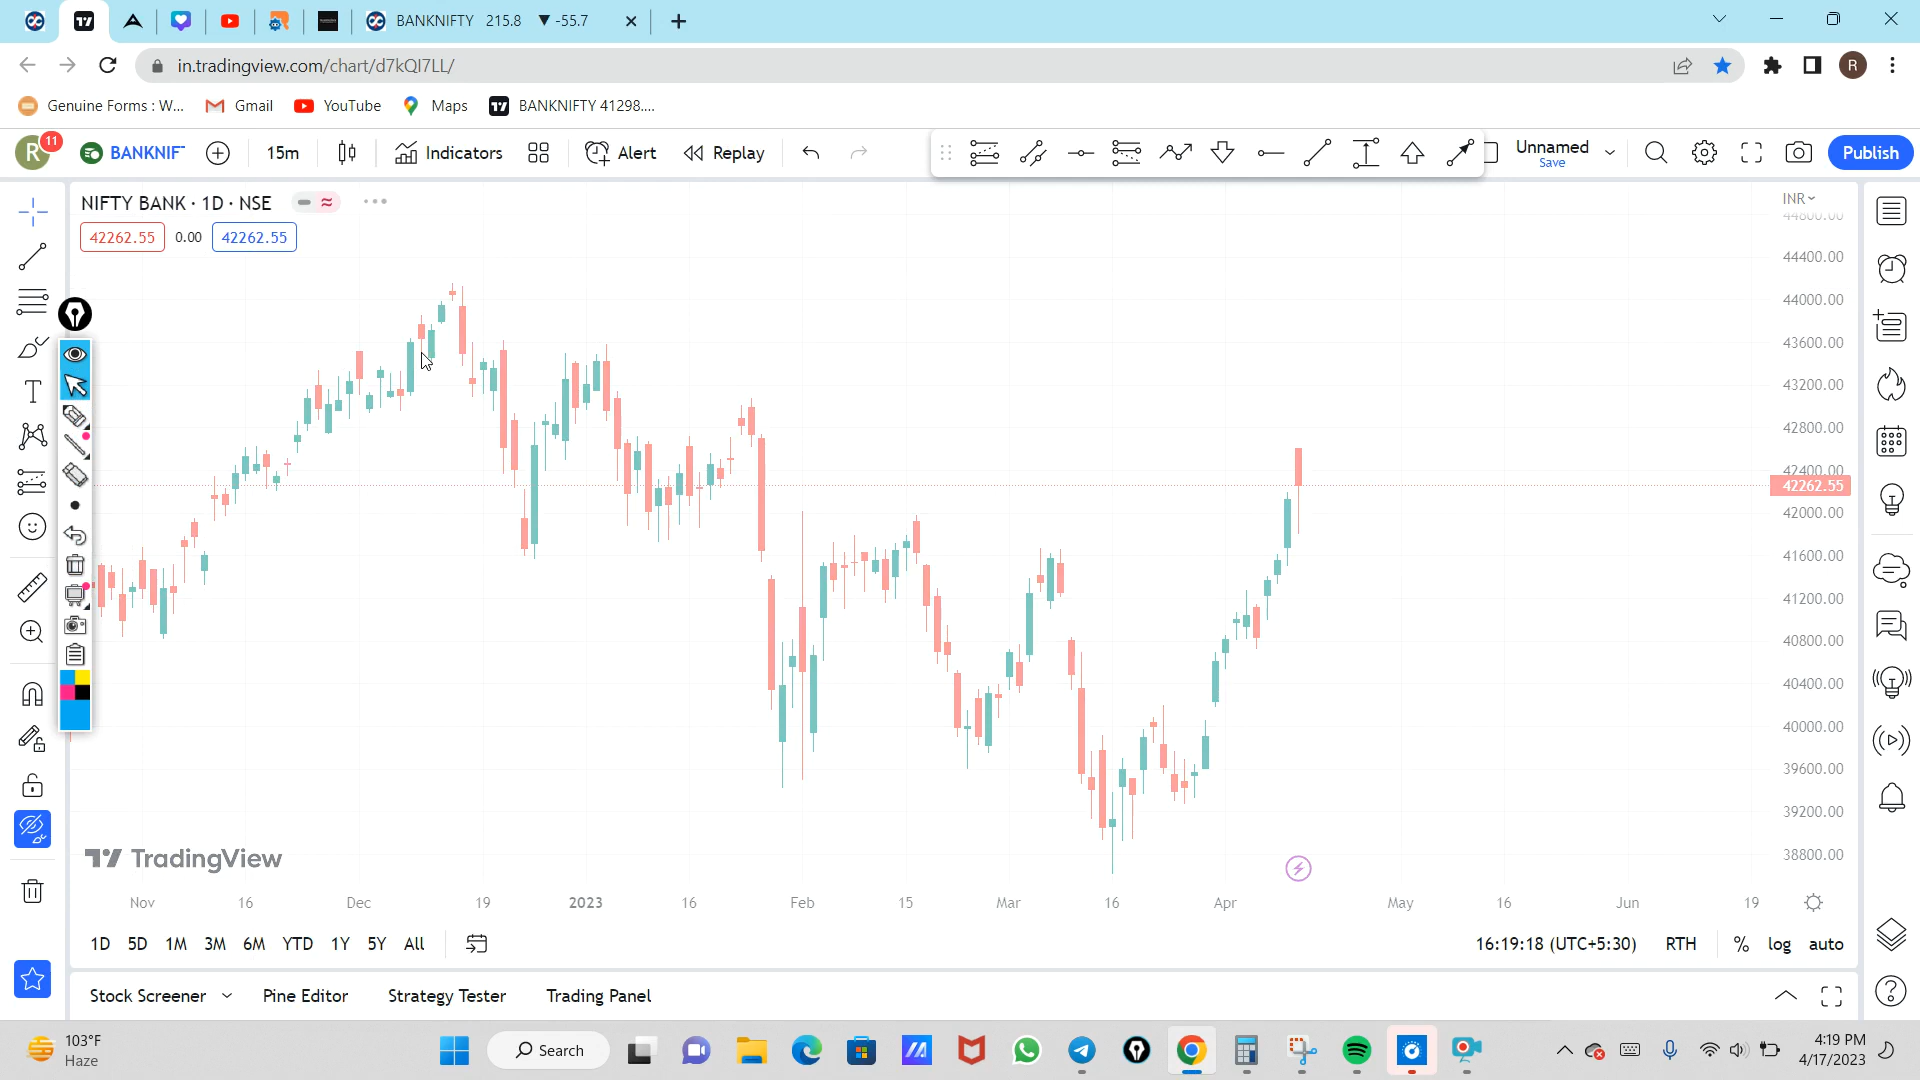 BANKNIFTY 215.8 ▼ -55.7
in.tradingview.com/chart/d7kQI7LL/
R
Genuine Forms : W...
Gmail
YouTube
Maps
BANKNIFTY 41298....
R
11
BANKNIF
15m
Indicators
Alert
Replay
Unnamed
Save
Publish
NIFTY BANK · 1D · NSE
INR
42262.55
0.00
42262.55
44800.00
44400.00
44000.00
43600.00
43200.00
42800.00
42400.00
42262.55
42000.00
41600.00
41200.00
40800.00
40400.00
40000.00
39600.00
39200.00
38800.00
TradingView
Nov 16 Dec 19 2023 16 Feb 15 Mar 16 Apr May 16 Jun 19
1D 5D 1M 3M 6M YTD 1Y 5Y All
16:19:18 (UTC+5:30) RTH % log auto
Stock Screener Pine Editor Strategy Tester Trading Panel
103°F
Haze
Search
4:19 PM
4/17/2023